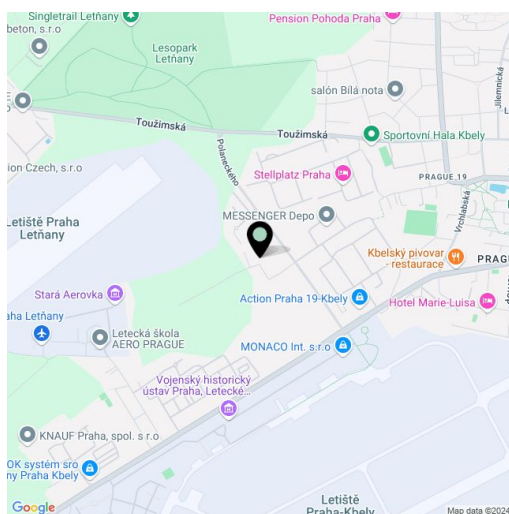 Singletrail Letňany
Pension Pohoda Praha
beton, s.r.o
Lesopark
Letňany
salón Bílá nota
Jilemnická
Toužimská
Toužimská
Sportovní Hala Kbely
Polaneckého
ion Czech, s.r.o
Stellplatz Praha
PRAGUE 19
Vrchlabská
Letiště Praha
Letňany
MESSENGER Depo
Kbelský pivovar
- restaurace
PRAG
Stará Aerovka
Action Praha 19-Kbely
Hotel Marie-Luisa
aha Letňany
Letecká škola
AERO PRAGUE
MONACO Int. s.r.o
Vojenský historický
ústav Praha, Letecké...
KNAUF Praha, spol. s r.o
OK systém sro
ny Praha Kbely
Letiště
Praha-Kbely
Google
Map data ©2024